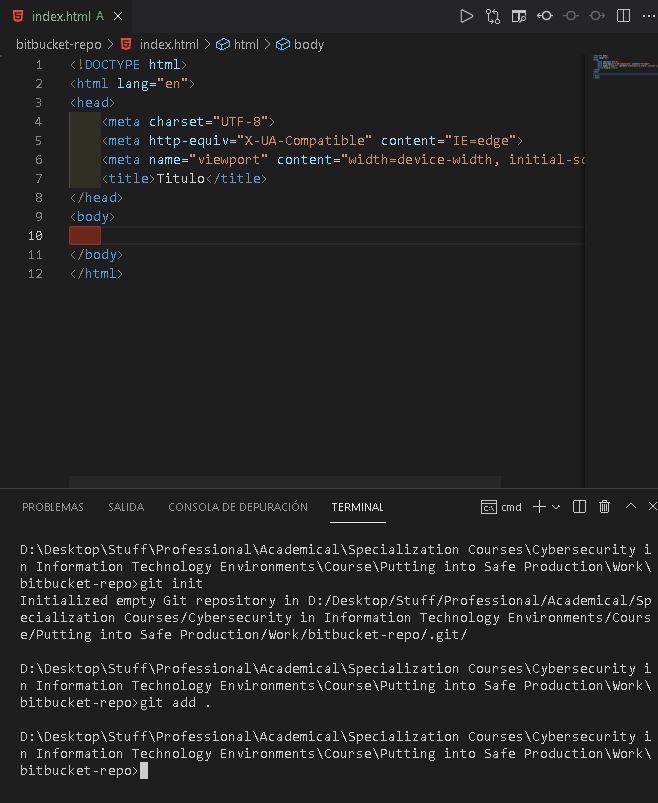 index.html A
bitbucket-repo > index.html > html > body
1 <!DOCTYPE html>
2 <html lang="en">
3 <head>
4 <meta charset="UTF-8">
5 <meta http-equiv="X-UA-Compatible" content="IE=edge">
6 <meta name="viewport" content="width=device-width, initial-sc
7 <title>Titulo</title>
8 </head>
9 <body>
10
11 </body>
12 </html>
PROBLEMAS SALIDA CONSOLA DE DEPURACIÓN TERMINAL cmd
D:\Desktop\Stuff\Professional\Academical\Specialization Courses\Cybersecurity i
n Information Technology Environments\Course\Putting into Safe Production\Work\
bitbucket-repo>git init
Initialized empty Git repository in D:/Desktop/Stuff/Professional/Academical/Sp
ecialization Courses/Cybersecurity in Information Technology Environments/Cours
e/Putting into Safe Production/Work/bitbucket-repo/.git/
D:\Desktop\Stuff\Professional\Academical\Specialization Courses\Cybersecurity i
n Information Technology Environments\Course\Putting into Safe Production\Work\
bitbucket-repo>git add .
D:\Desktop\Stuff\Professional\Academical\Specialization Courses\Cybersecurity i
n Information Technology Environments\Course\Putting into Safe Production\Work\
bitbucket-repo>